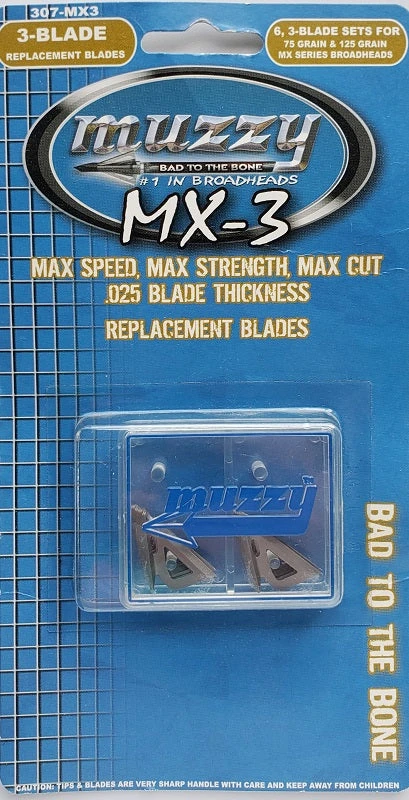 307-MX3
3-BLADE
REPLACEMENT BLADES
6, 3-BLADE SETS FOR
75 GRAIN & 125 GRAIN
MX SERIES BROADHEADS
muzzy
BAD TO THE BONE
#1 IN BROADHEADS
MX-3
MAX SPEED, MAX STRENGTH, MAX CUT
.025 BLADE THICKNESS
REPLACEMENT BLADES
muzzy™
BAD TO THE BONE
CAUTION: TIPS & BLADES ARE VERY SHARP HANDLE WITH CARE AND KEEP AWAY FROM CHILDREN